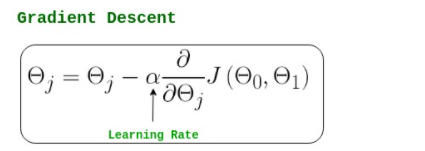 Gradient Descent
Θj = Θj − α ∂/∂Θj J (Θ0, Θ1)
Learning Rate